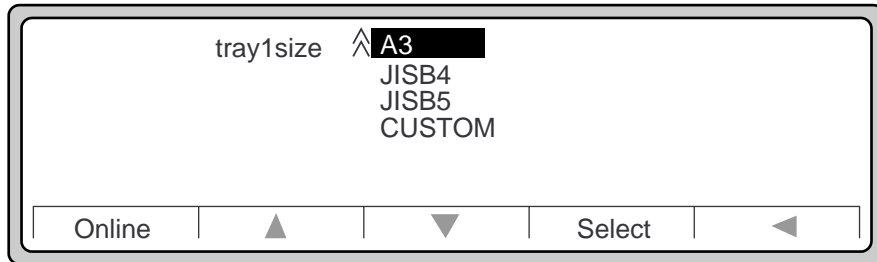 tray1size A3
JISB4
JISB5
CUSTOM
Online Select